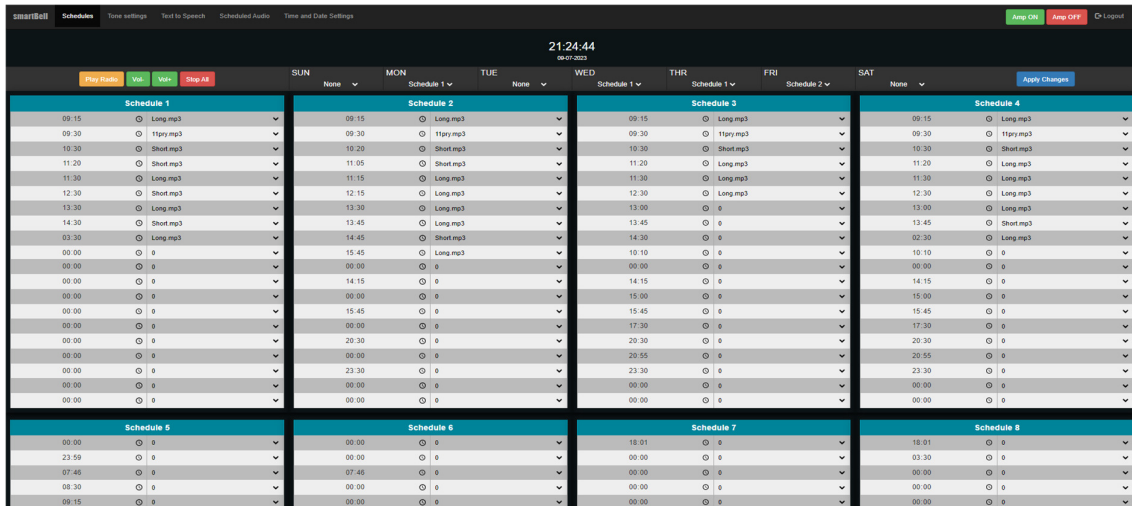 smartBell Schedules Tone settings Text to Speech Scheduled Audio Time and Date Settings Amp ON Amp OFF Logout
21:24:44
09-07-2023
SUN MON TUE WED THR FRI SAT
Play Radio Vol- Vol+ Stop All None Schedule 1 None Schedule 1 Schedule 1 Schedule 2 None Apply Changes
Schedule 1 Schedule 2 Schedule 3 Schedule 4
09:15 Long.mp3 09:15 Long.mp3 09:15 Long.mp3 09:15 Long.mp3
09:30 11pry.mp3 09:30 11pry.mp3 09:30 11pry.mp3 09:30 11pry.mp3
10:30 Short.mp3 10:20 Short.mp3 10:30 Short.mp3 10:30 Short.mp3
11:20 Short.mp3 11:05 Short.mp3 11:20 Long.mp3 11:20 Long.mp3
11:30 Long.mp3 11:15 Long.mp3 11:30 Long.mp3 11:30 Long.mp3
12:30 Short.mp3 12:15 Long.mp3 12:30 Long.mp3 12:30 Long.mp3
13:30 Long.mp3 13:30 Long.mp3 13:00 0 13:00 Long.mp3
14:30 Short.mp3 13:45 Long.mp3 13:45 0 13:45 Short.mp3
03:30 Long.mp3 14:45 Short.mp3 14:30 0 02:30 Long.mp3
00:00 0 15:45 Long.mp3 10:10 0 10:10 0
00:00 0 00:00 0 00:00 0 00:00 0
00:00 0 14:15 0 14:15 0 14:15 0
00:00 0 00:00 0 15:00 0 15:00 0
00:00 0 15:45 0 15:45 0 15:45 0
00:00 0 00:00 0 17:30 0 17:30 0
00:00 0 20:30 0 20:30 0 20:30 0
00:00 0 00:00 0 20:55 0 20:55 0
00:00 0 23:30 0 23:30 0 23:30 0
00:00 0 00:00 0 00:00 0 00:00 0
00:00 0 00:00 0 00:00 0 00:00 0
Schedule 5 Schedule 6 Schedule 7 Schedule 8
00:00 0 00:00 0 18:01 0 18:01 0
23:59 0 00:00 0 00:00 0 03:30 0
07:46 0 07:46 0 00:00 0 00:00 0
08:30 0 00:00 0 00:00 0 00:00 0
09:15 0 00:00 0 00:00 0 00:00 0